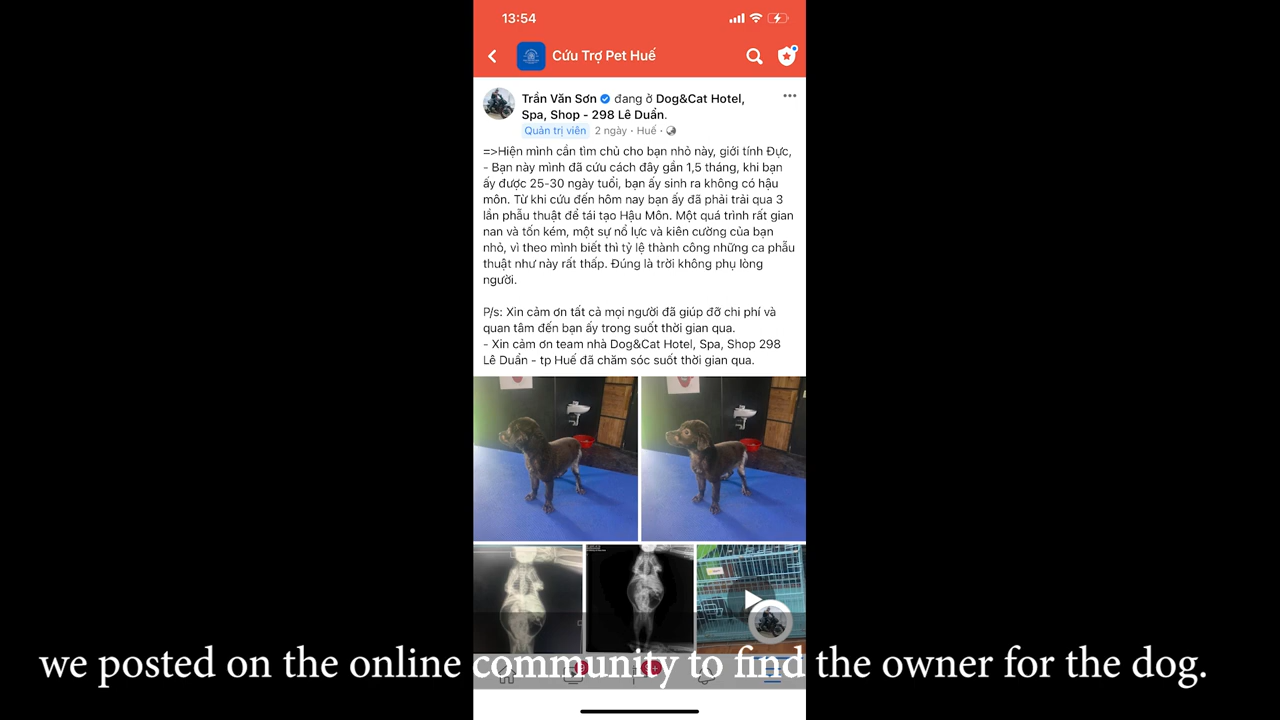 13:54
Cứu Trợ Pet Huế
Trần Văn Sơn đang ở Dog&Cat Hotel,
Spa, Shop - 298 Lê Duẩn.
Quản trị viên 2 ngày · Huế ·
=>Hiện mình cần tìm chủ cho bạn nhỏ này, giới tính Đực,
- Bạn này mình đã cứu cách đây gần 1,5 tháng, khi bạn
ấy được 25-30 ngày tuổi, bạn ấy sinh ra không có hậu
môn. Từ khi cứu đến hôm nay bạn ấy đã phải trải qua 3
lần phẫu thuật để tái tạo Hậu Môn. Một quá trình rất gian
nan và tốn kém, một sự nổ lực và kiên cường của bạn
nhỏ, vì theo mình biết thì tỷ lệ thành công những ca phẫu
thuật như này rất thấp. Đúng là trời không phụ lòng
người.
P/s: Xin cảm ơn tất cả mọi người đã giúp đỡ chi phí và
quan tâm đến bạn ấy trong suốt thời gian qua.
- Xin cảm ơn team nhà Dog&Cat Hotel, Spa, Shop 298
Lê Duẩn - tp Huế đã chăm sóc suốt thời gian qua.
we posted on the online community to find the owner for the dog.